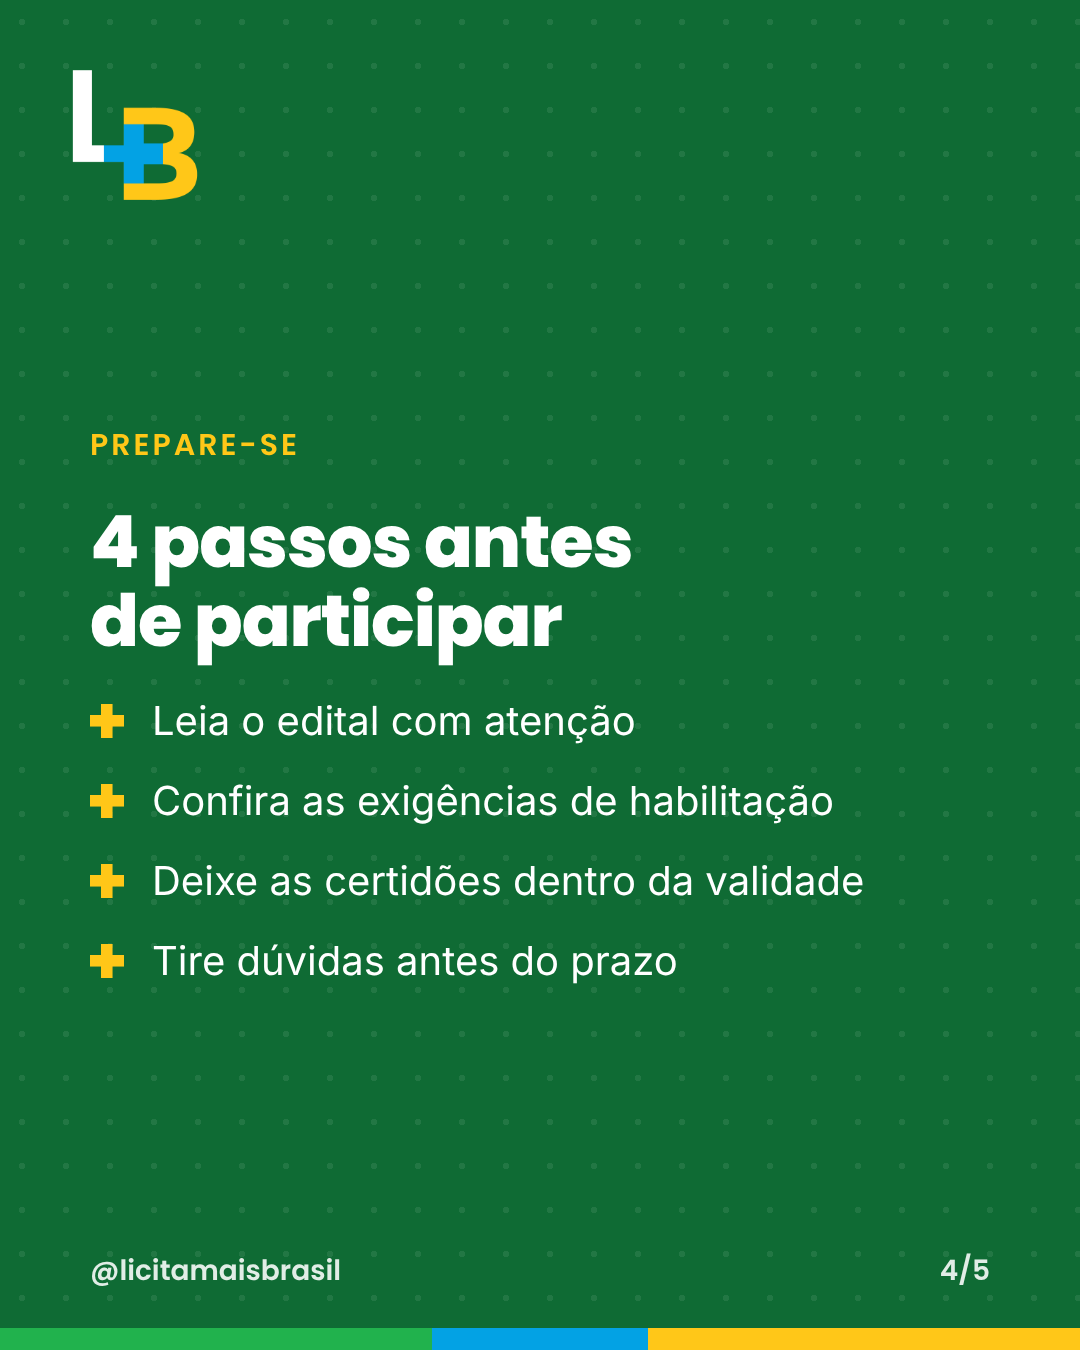 L+B
PREPARE-SE
4 passos antes
de participar
Leia o edital com atenção
Confira as exigências de habilitação
Deixe as certidões dentro da validade
Tire dúvidas antes do prazo
@licitamaisbrasil
4/5